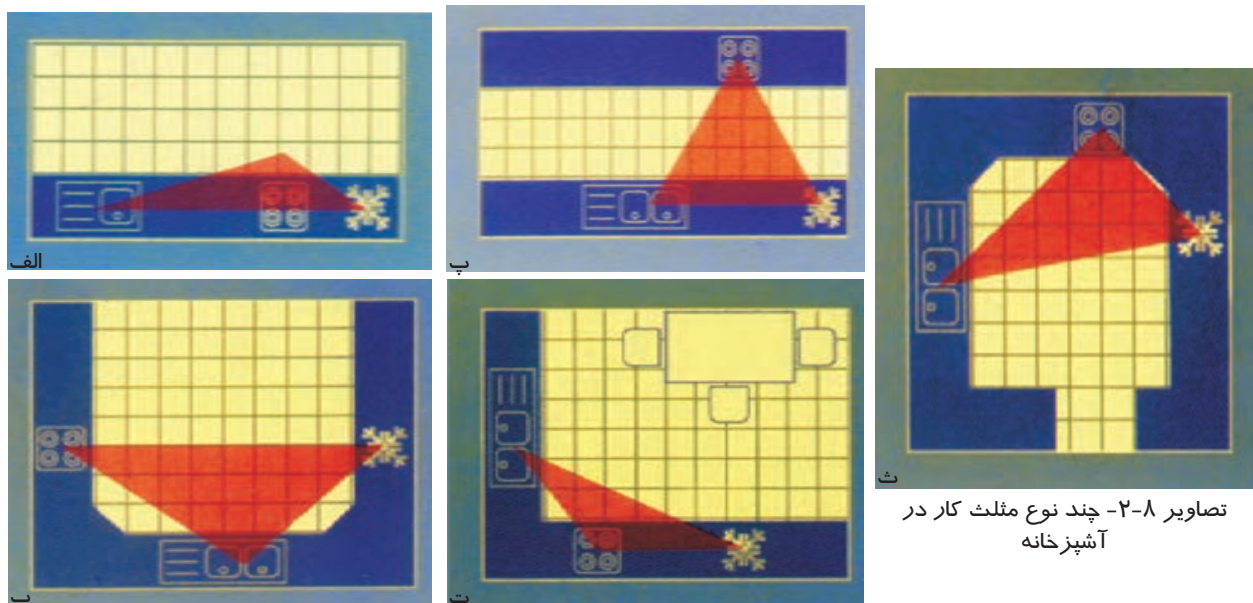 الف
پ
ب
ت
ث
تصاویر ۸-۲- چند نوع مثلث کار در
آشپزخانه